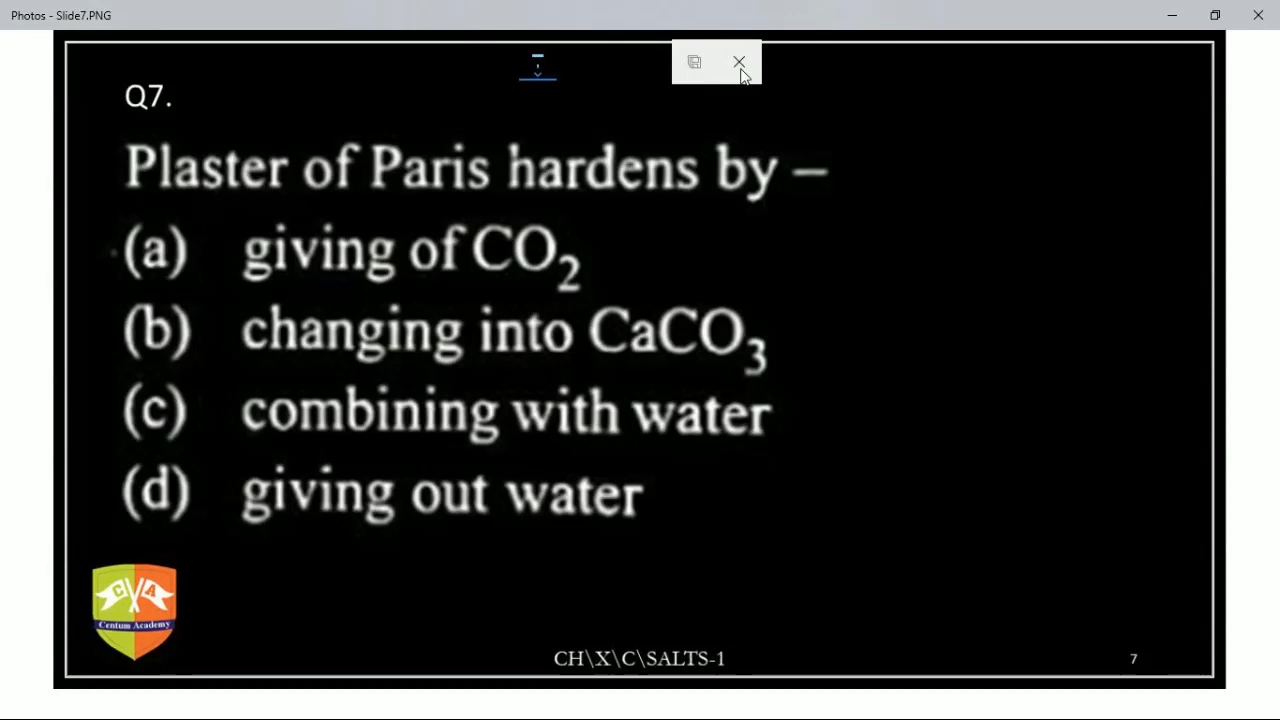 Photos - Slide7.PNG
Q7.
Plaster of Paris hardens by –
(a) giving of CO₂
(b) changing into CaCO₃
(c) combining with water
(d) giving out water
C A
Centum Academy
CH\X\C\SALTS-1
7